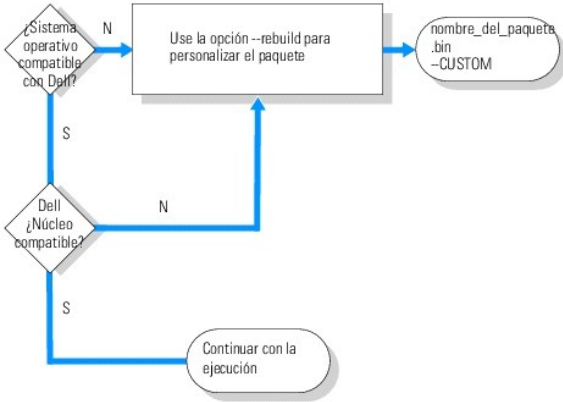 ¿Sistema
operativo
compatible
con Dell?
N
Use la opción --rebuild para
personalizar el paquete
nombre_del_paquete
.bin
--CUSTOM
S
Dell
¿Núcleo
compatible?
N
S
Continuar con la
ejecución